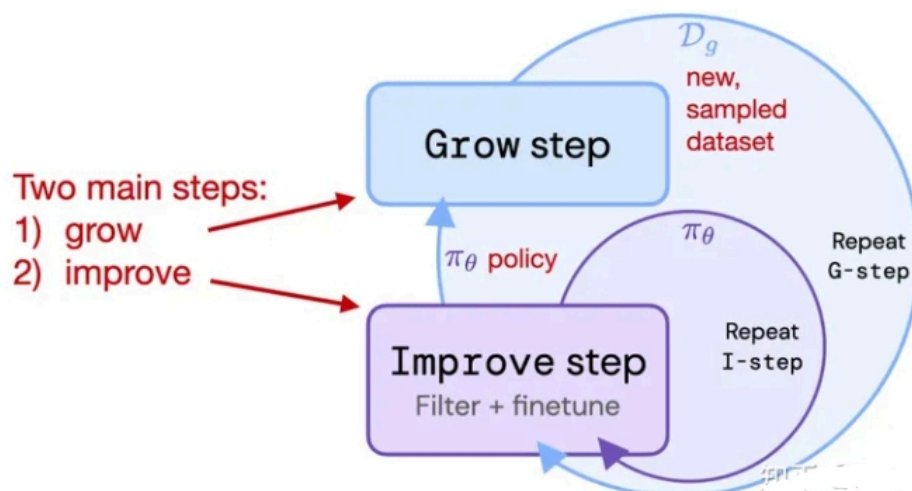 𝒟g
new,
sampled
dataset
Grow step
Two main steps:
1) grow
2) improve
πθ policy
πθ
Repeat
G-step
Repeat
I-step
Improve step
Filter + finetune